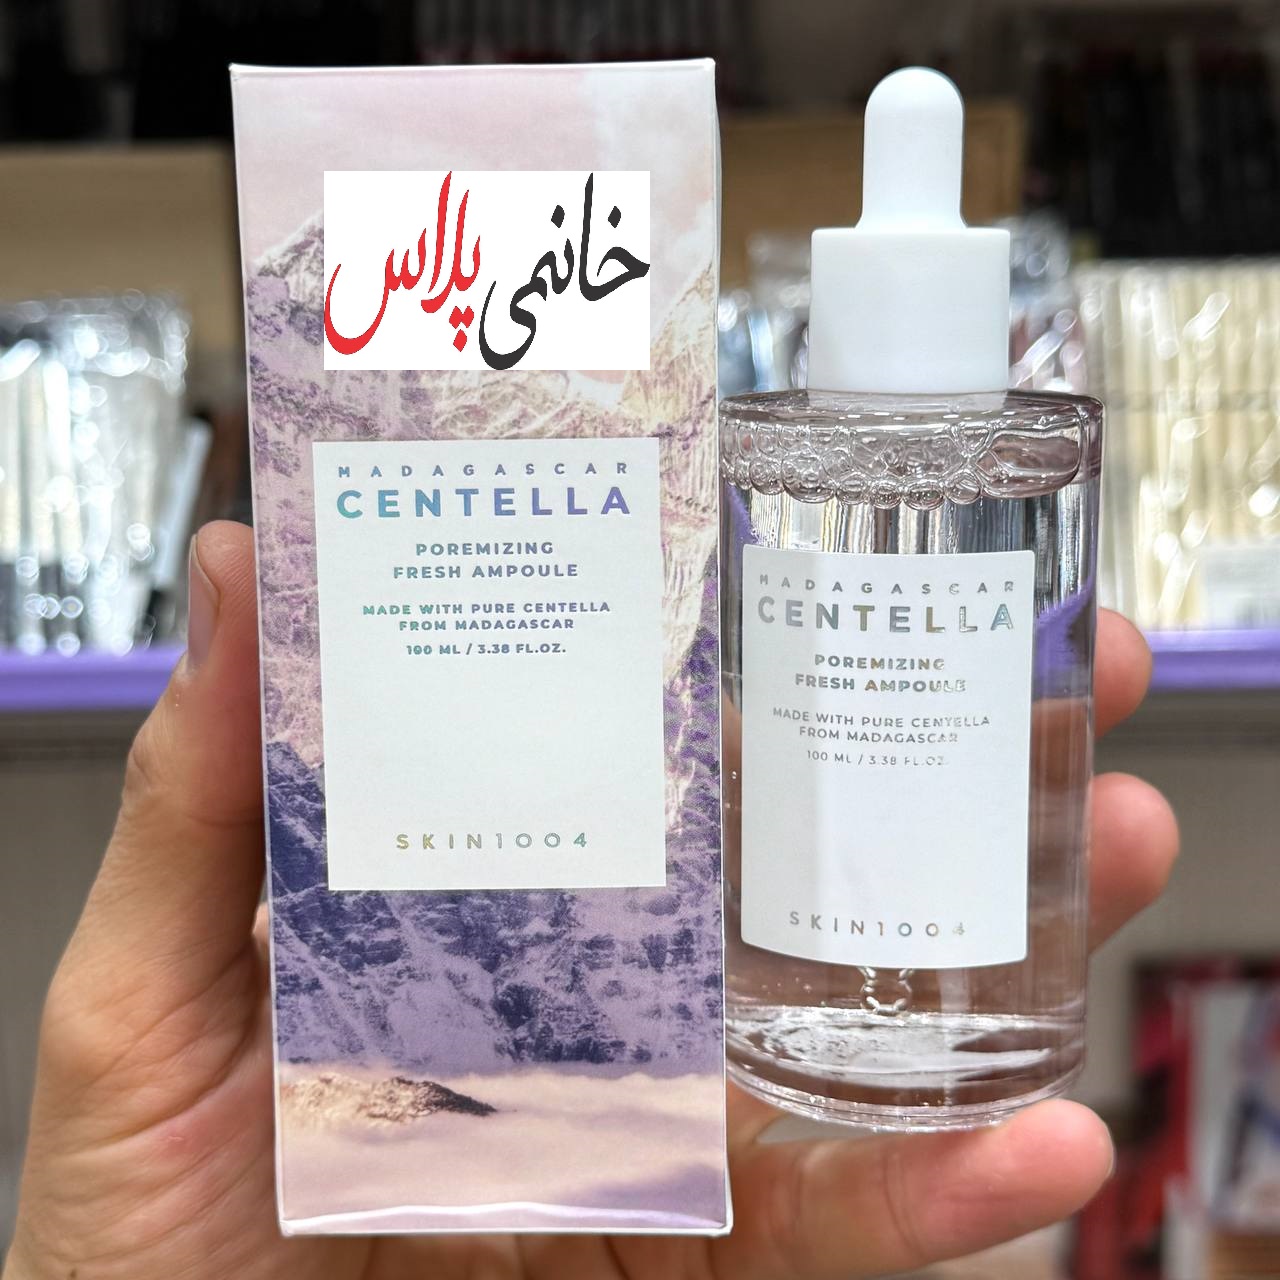 خانمی پلاس
MADAGASCAR
CENTELLA
POREMIZING
FRESH AMPOULE
MADE WITH PURE CENTELLA
FROM MADAGASCAR
100 ML / 3.38 FL.OZ.
SKIN1004
MADAGASCAR
CENTELLA
POREMIZING
FRESH AMPOULE
MADE WITH PURE CENTELLA
FROM MADAGASCAR
100 ML / 3.38 FL.OZ.
SKIN1004